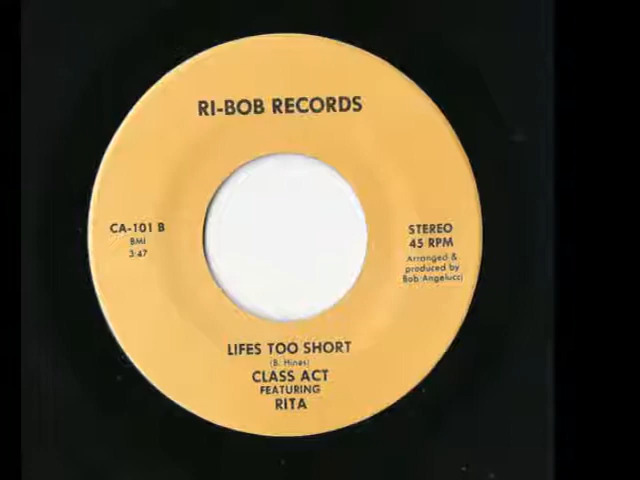 RI-BOB RECORDS
CA-101 B
BMI
3:47
STEREO
45 RPM
Arranged &
produced by
Bob Angelucci
LIFES TOO SHORT
(B. Hines)
CLASS ACT
FEATURING
RITA